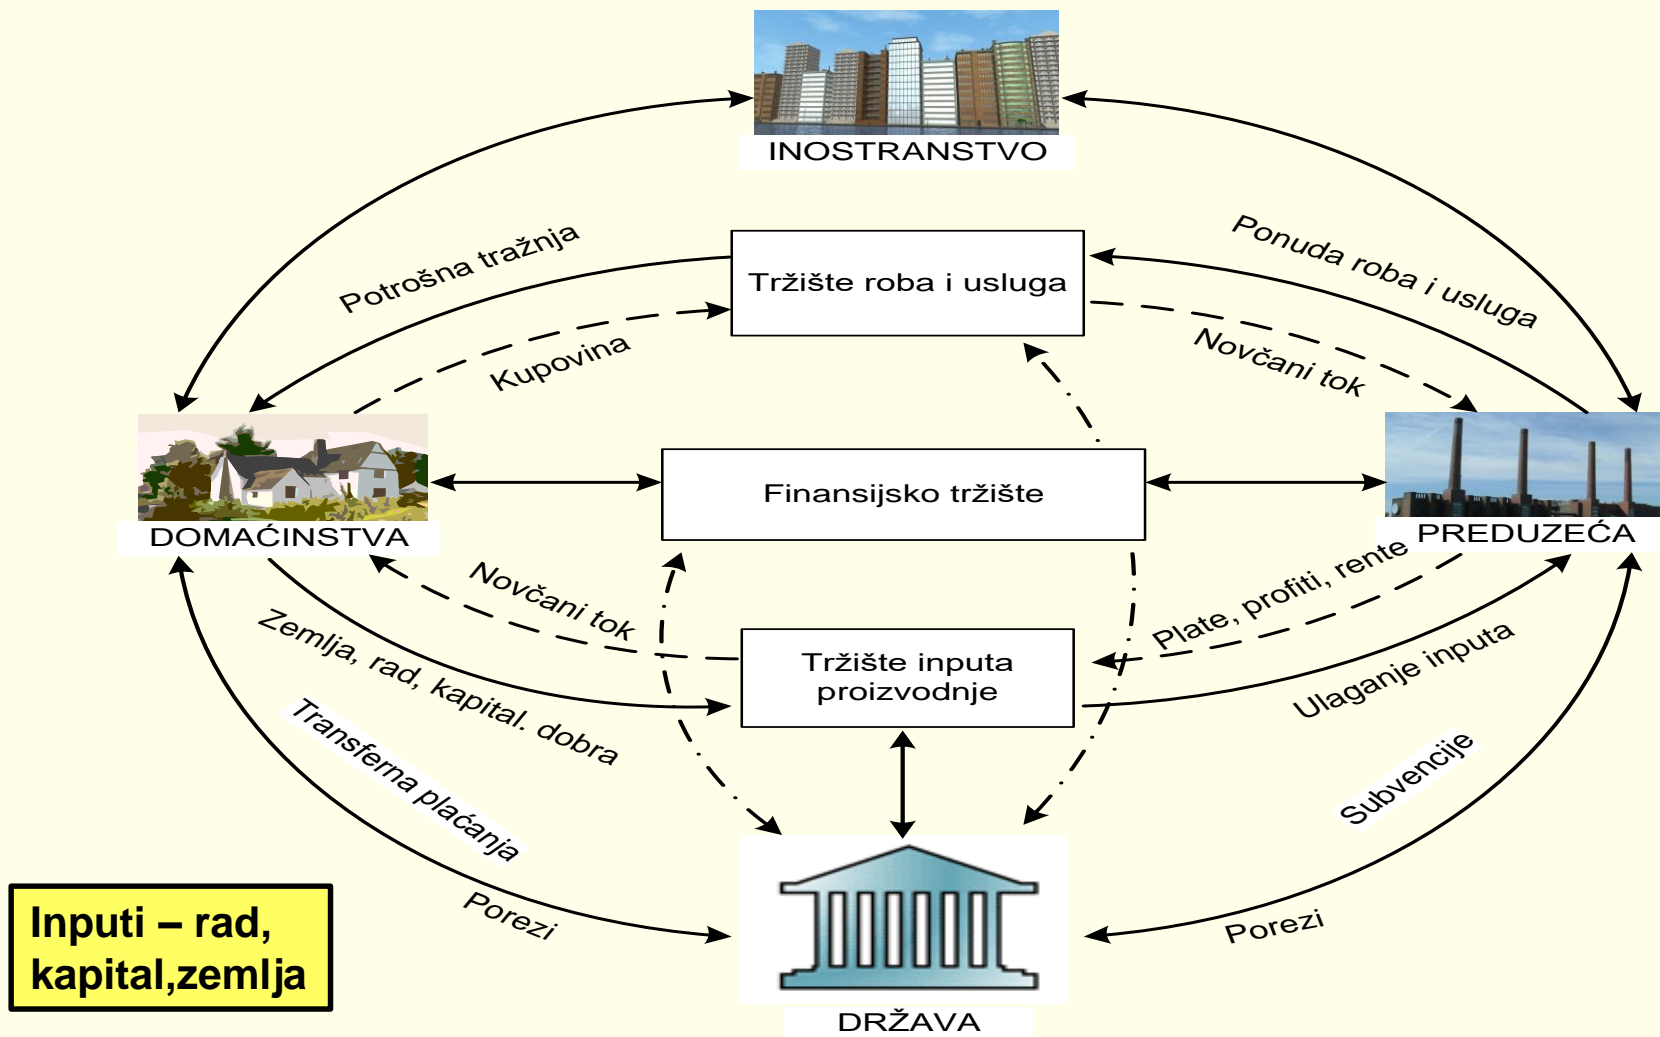 INOSTRANSTVO
Potrošna tražnja
Ponuda roba i usluga
Tržište roba i usluga
Kupovina
Novčani tok
Finansijsko tržište
DOMAĆINSTVA
PREDUZEĆA
Novčani tok
Plate, profiti, rente
Zemlja, rad, kapital. dobra
Tržište inputa
proizvodnje
Ulaganje inputa
Transferna plaćanja
Subvencije
Porezi
Porezi
Inputi – rad,
kapital,zemlja
DRŽAVA